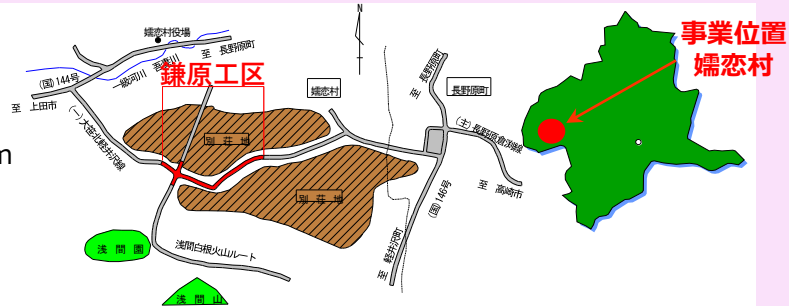 N
嬬恋村役場
至 長野原町
一級河川 吾妻川
(国)144号
至 上田市
鎌原工区
(一)大笹北軽井沢線
別荘地
嬬恋村
至 長野原町
長野原町
(主)長野原倉渕線
至 高崎市
(国)146号
至 軽井沢町
別荘地
浅間白根火山ルート
浅間園
浅間山
m
事業位置
嬬恋村